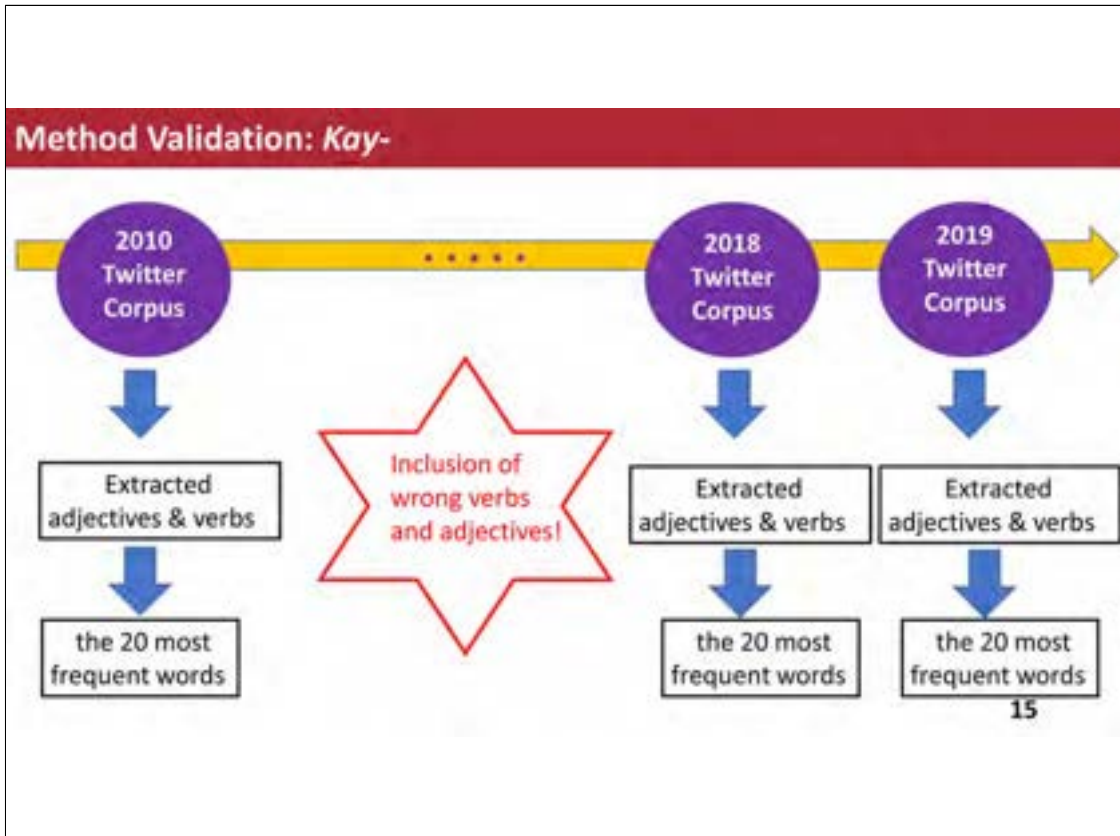 Method Validation: Kay-
2010
Twitter
Corpus
.....
2018
Twitter
Corpus
2019
Twitter
Corpus
Extracted
adjectives & verbs
the 20 most
frequent words
Inclusion of
wrong verbs
and adjectives!
Extracted
adjectives & verbs
the 20 most
frequent words
Extracted
adjectives & verbs
the 20 most
frequent words
15